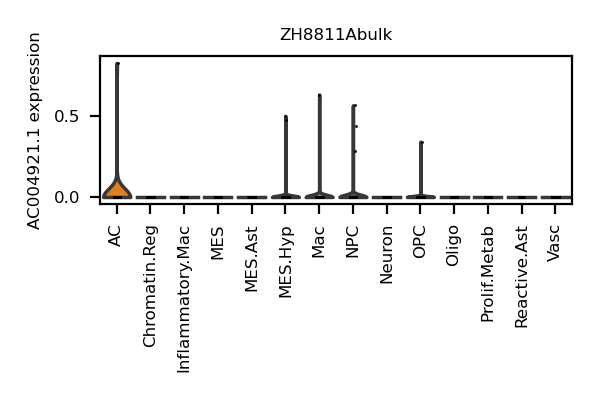 ZH8811Abulk
AC004921.1 expression
0.5
0.0
AC
Chromatin.Reg
Inflammatory.Mac
MES
MES.Ast
MES.Hyp
Mac
NPC
Neuron
OPC
Oligo
Prolif.Metab
Reactive.Ast
Vasc